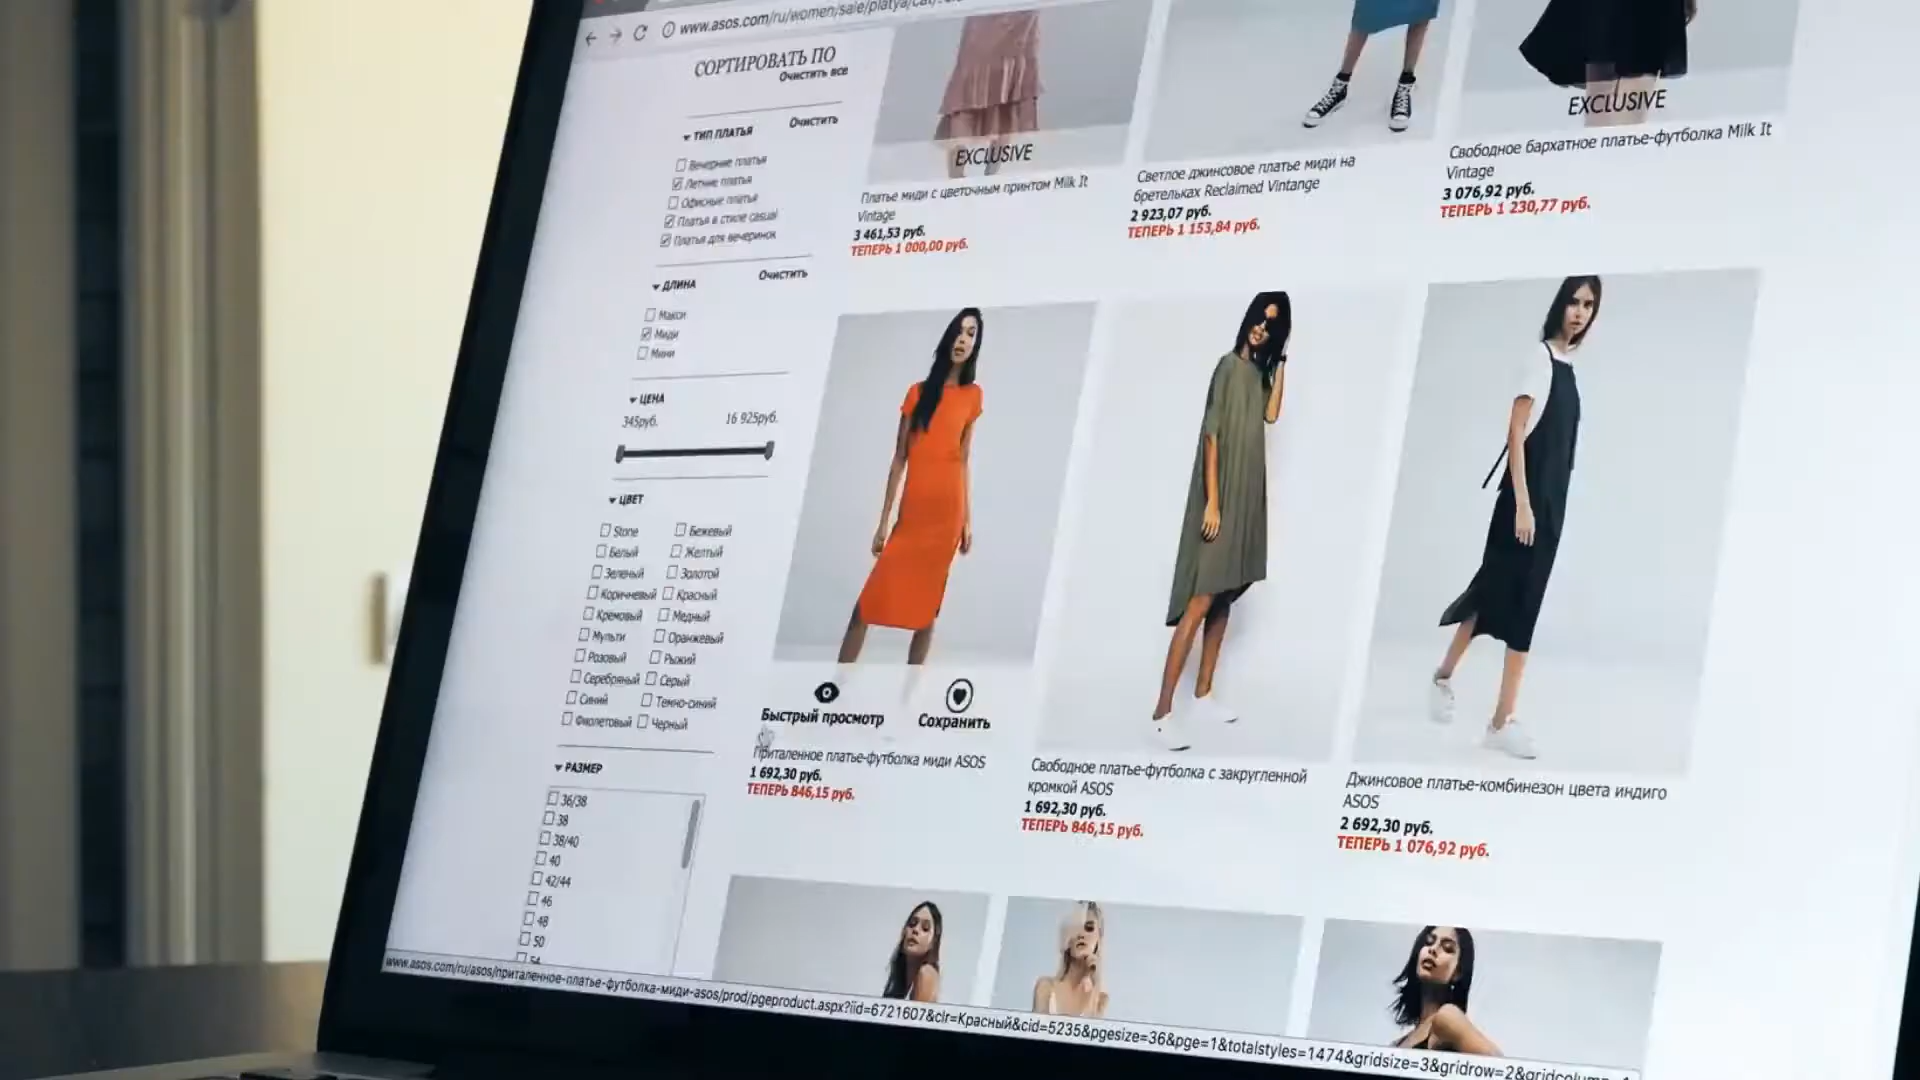 www.asos.com/ru/women/sale/platya/cat/
СОРТИРОВАТЬ ПО
Очистить все
ТИП ПЛАТЬЯ
Очистить
Вечерние платья
Летние платья
Офисные платья
Платья в стиле casual
Платья для вечеринок
ДЛИНА
Очистить
Макси
Миди
Мини
ЦЕНА
345руб.
16 925руб.
ЦВЕТ
Stone
Бежевый
Белый
Желтый
Зеленый
Золотой
Коричневый
Красный
Кремовый
Медный
Мульти
Оранжевый
Розовый
Рыжий
Серебряный
Серый
Синий
Темно-синий
Фиолетовый
Черный
РАЗМЕР
36/38
38
38/40
40
42/44
46
48
50
54
EXCLUSIVE
Платье миди с цветочным принтом Milk It
Vintage
3 461,53 руб.
ТЕПЕРЬ 1 000,00 руб.
Светлое джинсовое платье миди на
бретельках Reclaimed Vintange
2 923,07 руб.
ТЕПЕРЬ 1 153,84 руб.
EXCLUSIVE
Свободное бархатное платье-футболка Milk It
Vintage
3 076,92 руб.
ТЕПЕРЬ 1 230,77 руб.
Быстрый просмотр
Сохранить
Приталенное платье-футболка миди ASOS
1 692,30 руб.
ТЕПЕРЬ 846,15 руб.
Свободное платье-футболка с закругленной
кромкой ASOS
1 692,30 руб.
ТЕПЕРЬ 846,15 руб.
Джинсовое платье-комбинезон цвета индиго
ASOS
2 692,30 руб.
ТЕПЕРЬ 1 076,92 руб.
www.asos.com/ru/asos/приталенное-платье-футболка-миди-asos/prod/pgeproduct.aspx?iid=6721607&clr=Красный&cid=5235&pgesize=36&pge=1&totalstyles=1474&gridsize=3&gridrow=2&gridcolumn